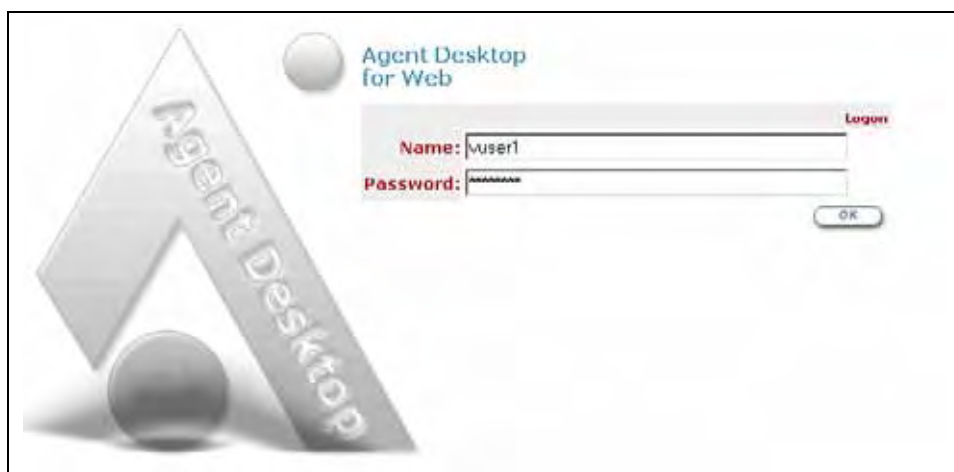 Agent Desktop
for Web
Logon
Name: vuser1
Password: ********
OK
Agent Desktop